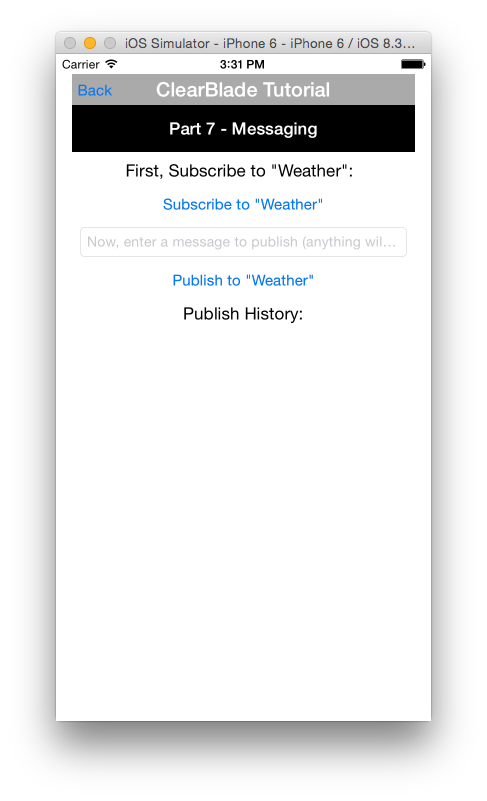 iOS Simulator - iPhone 6 - iPhone 6 / iOS 8.3...
Carrier 3:31 PM
Back ClearBlade Tutorial
Part 7 - Messaging
First, Subscribe to "Weather":
Subscribe to "Weather"
Now, enter a message to publish (anything wil...
Publish to "Weather"
Publish History: